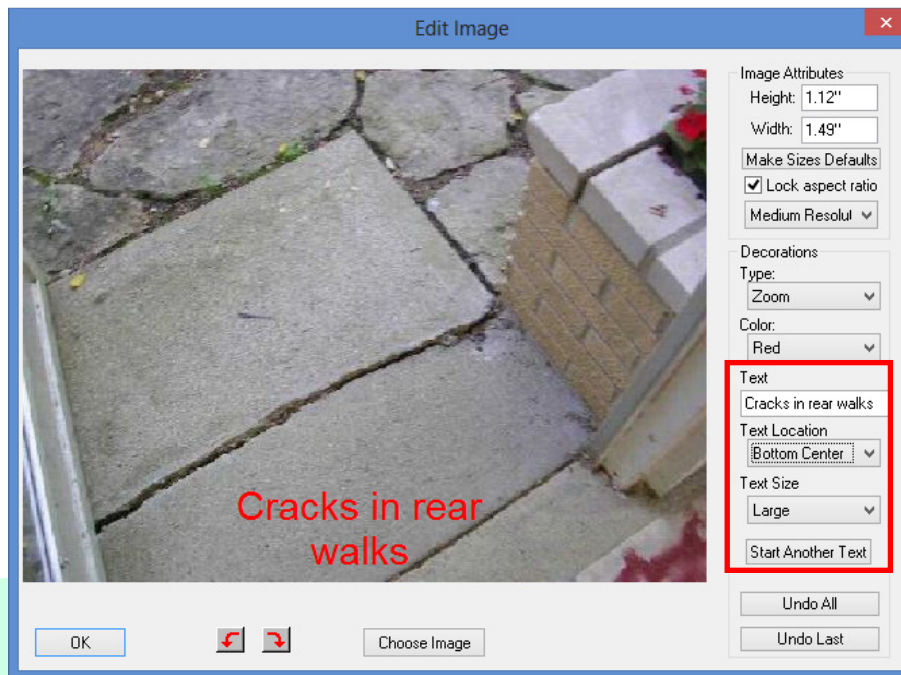 Edit Image
Image Attributes
Height: 1.12"
Width: 1.49"
Make Sizes Defaults
Lock aspect ratio
Medium Resolut
Decorations
Type:
Zoom
Color:
Red
Text
Cracks in rear walks
Text Location
Bottom Center
Text Size
Large
Start Another Text
Undo All
Undo Last
Cracks in rear
walks
OK
Choose Image